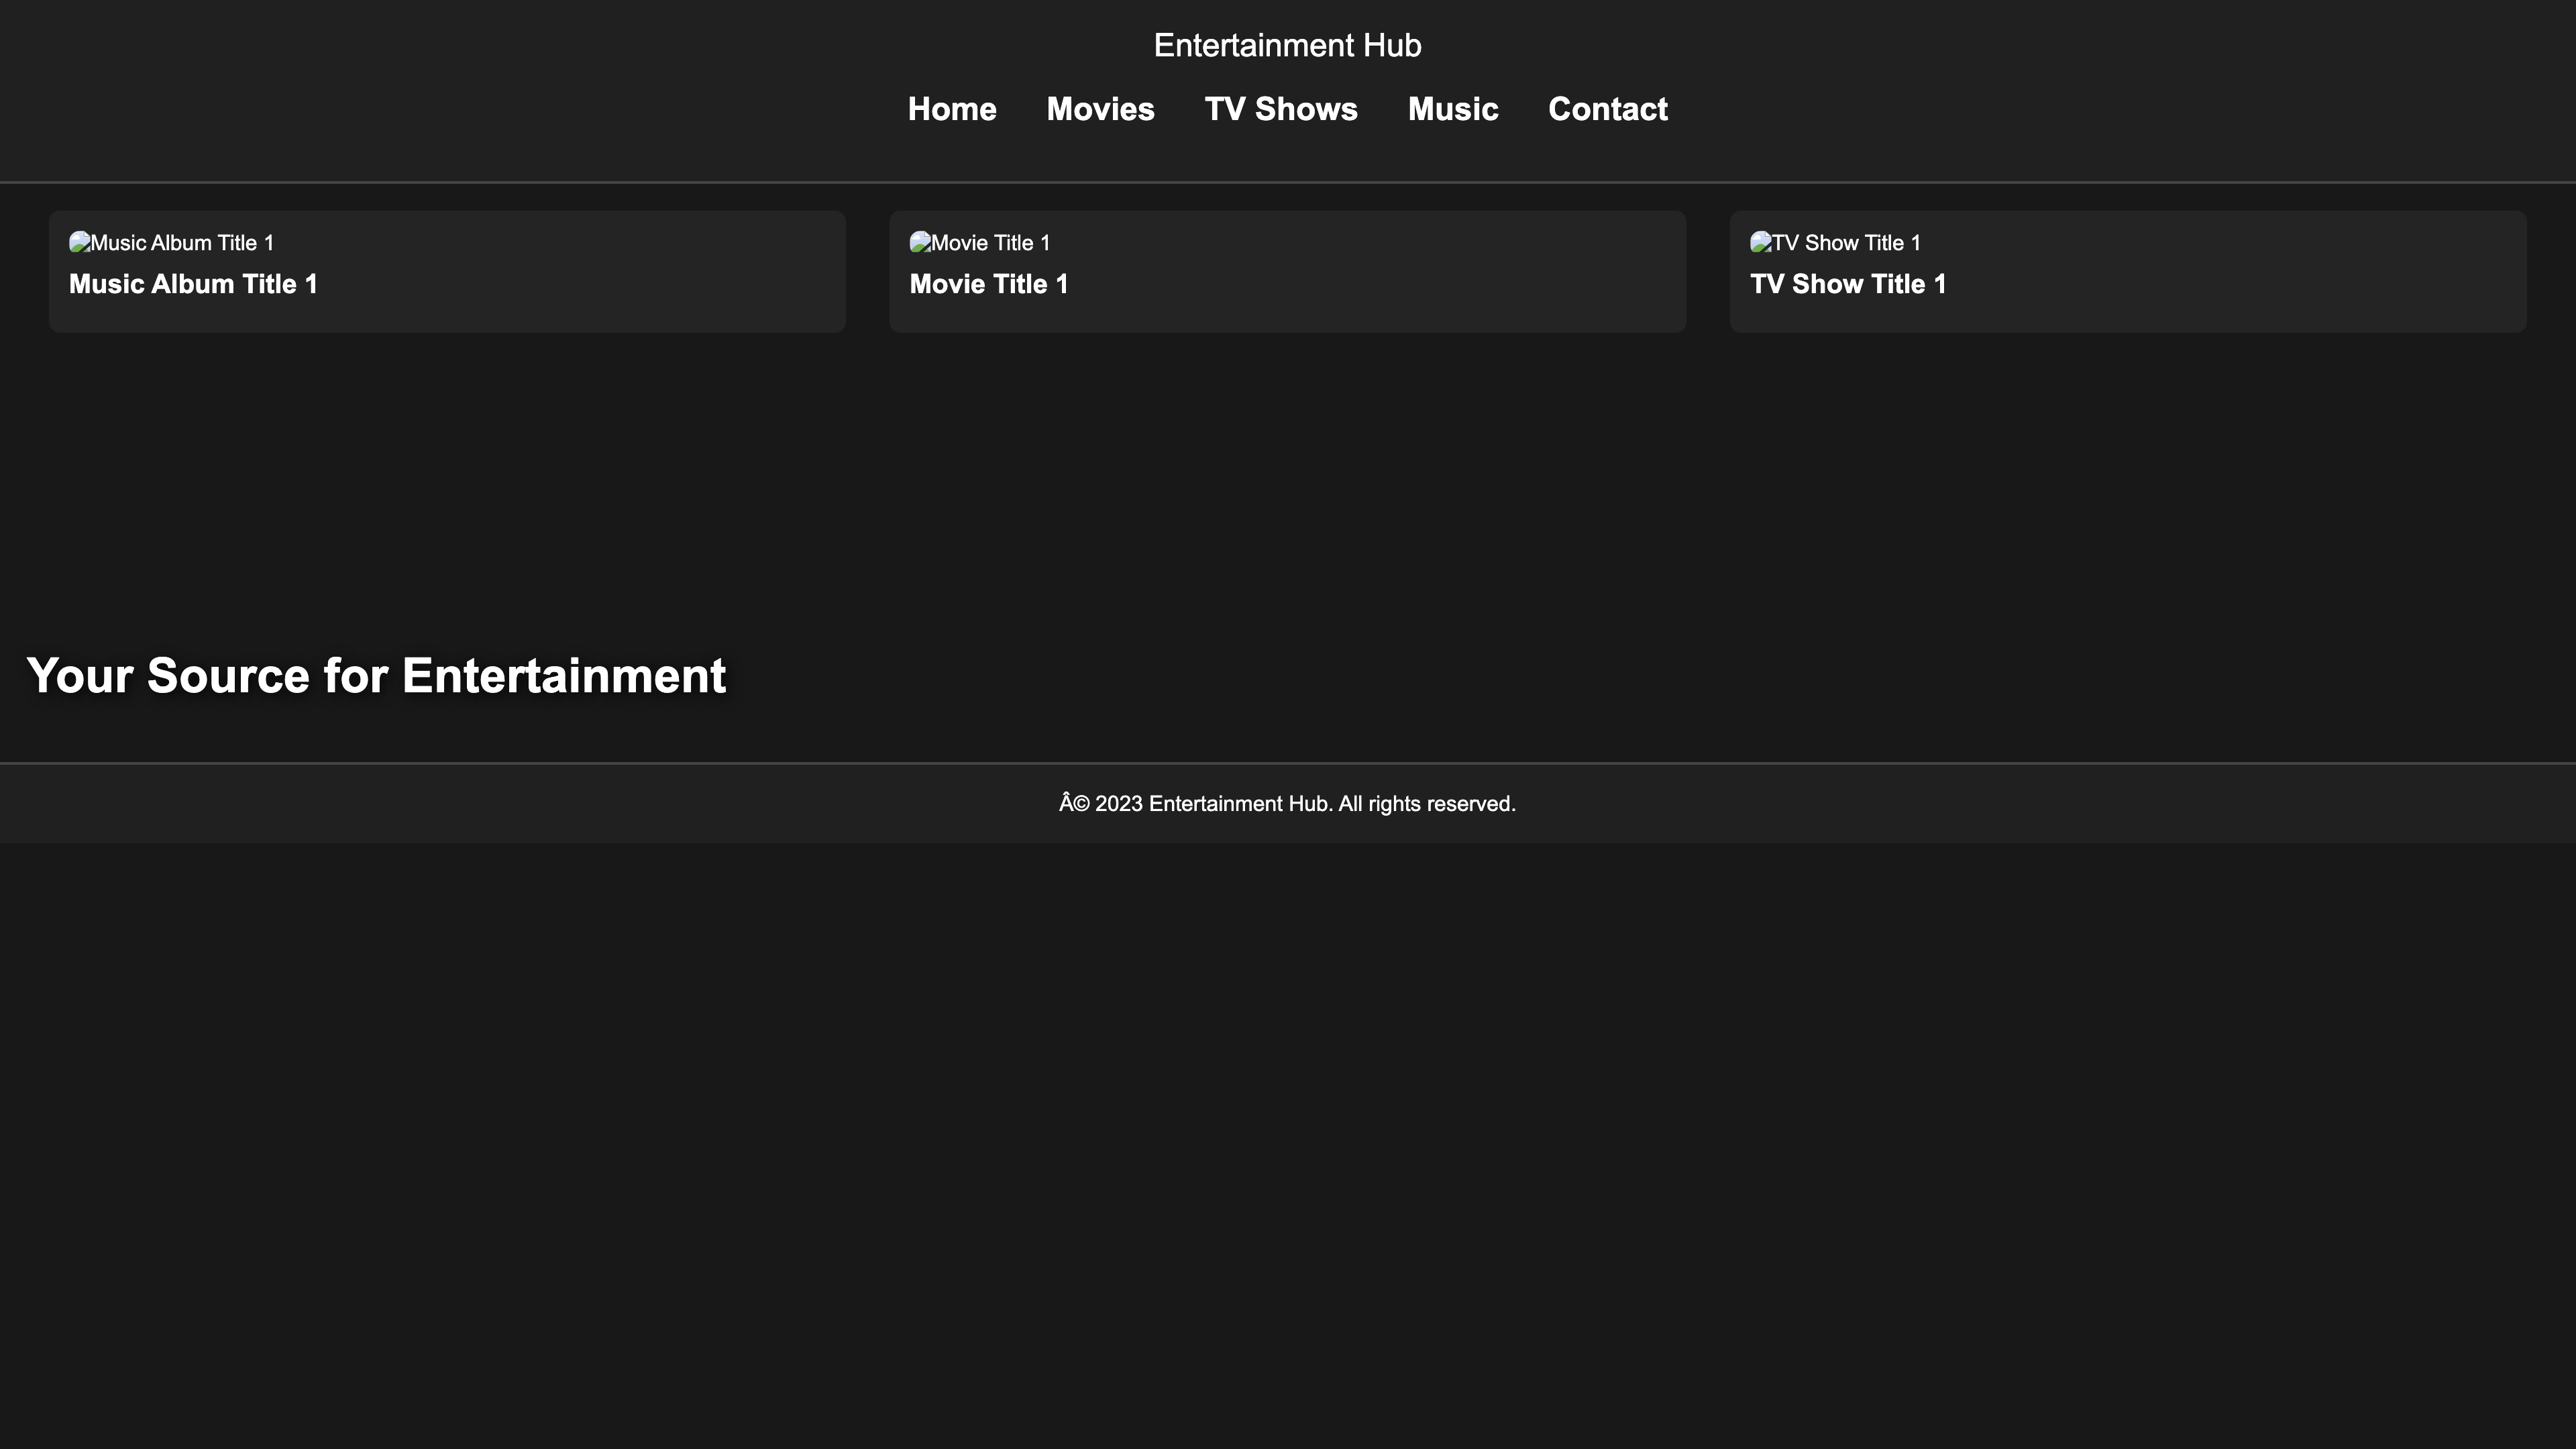 Entertainment Hub
Home Movies TV Shows Music Contact
Music Album Title 1
Music Album Title 1
Movie Title 1
Movie Title 1
TV Show Title 1
TV Show Title 1
Your Source for Entertainment
Â© 2023 Entertainment Hub. All rights reserved.